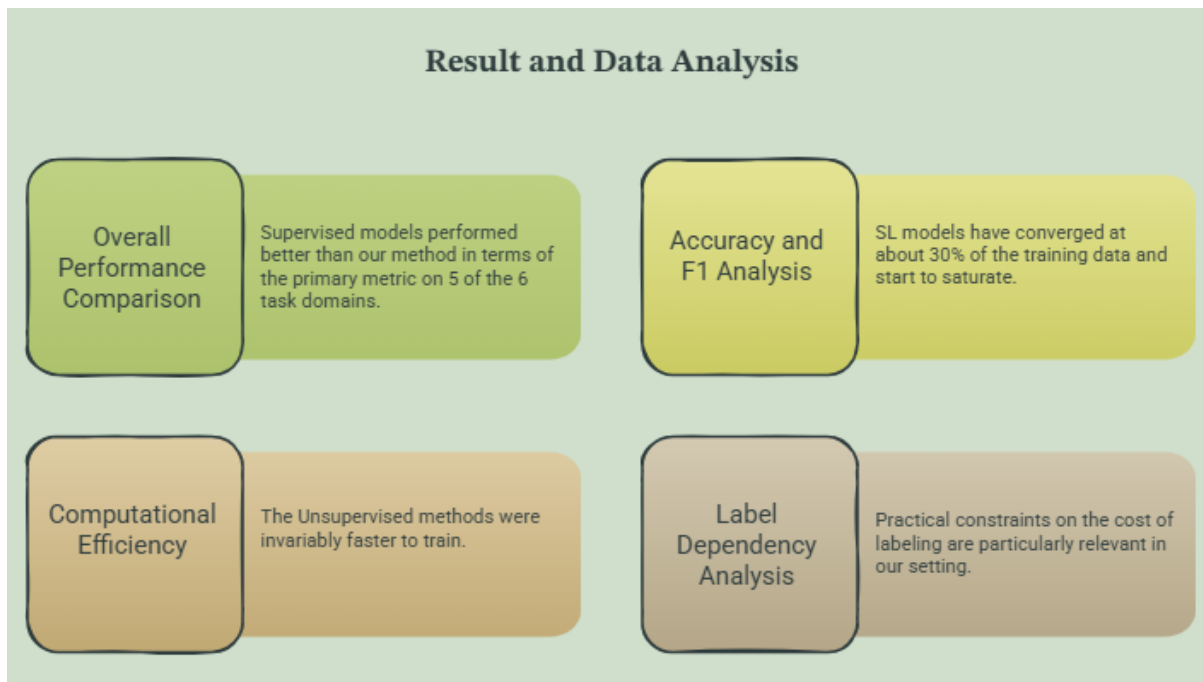 Result and Data Analysis
Overall
Performance
Comparison
Supervised models performed
better than our method in terms of
the primary metric on 5 of the 6
task domains.
Accuracy and
F1 Analysis
SL models have converged at
about 30% of the training data and
start to saturate.
Computational
Efficiency
The Unsupervised methods were
invariably faster to train.
Label
Dependency
Analysis
Practical constraints on the cost of
labeling are particularly relevant in
our setting.